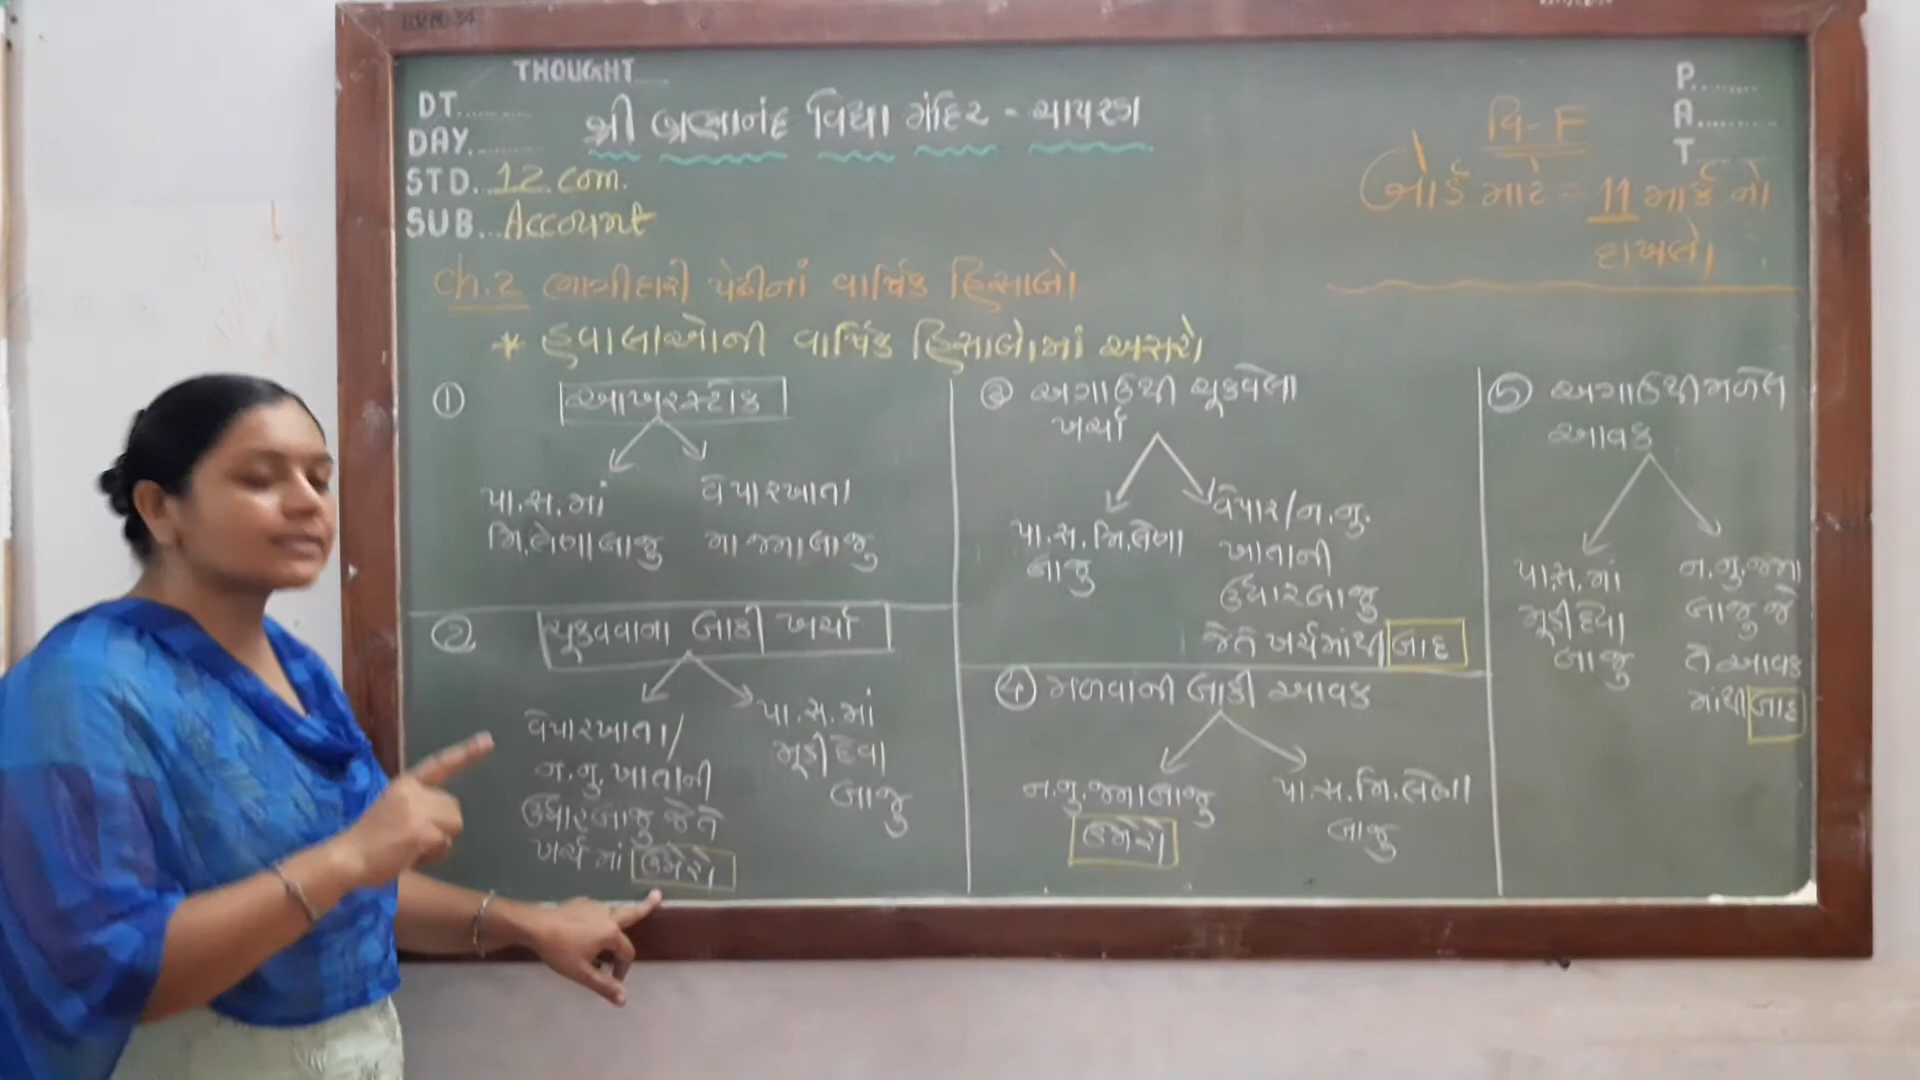 BVM-34
THOUGHT......
DT..........
DAY..........
STD. 12.com.
SUB... Account
શ્રી બ્રહ્માનંદ વિદ્યા મંદિર - ચાપરડા
P........
A..........
T..........
વિ-F
બોર્ડ માટે = 11 માર્ક નો
દાખલો
ch.2 ભાગીદારી પેઢીનાં વાર્ષિક હિસાબો
* હવાલાઓની વાર્ષિક હિસાબોમાં અસરો
① આખરસ્ટોક
પા.સ.માં
મિ.લેણા બાજુ
વેપારખાતા
મા જમા બાજુ
② ચૂકવવાના બાકી ખર્ચા
વેપારખાતા/
ન.નુ.ખાતાની
ઉધારબાજુ જેતે
ખર્ચ માં ઉમેરો
પા.સ.માં
મૂડી દેવા
બાજુ
③ અગાઉથી ચૂકવેલા
ખર્ચા
પા.સ.મિ.લેણા
બાજુ
વેપાર/ન.નુ.
ખાતાની
ઉધારબાજુ
જેતે ખર્ચમાંથી બાદ
④ મળવાની બાકી આવક
ન.નુ.જમા બાજુ
ઉમેરો
પા.સ.મિ.લેણા
બાજુ
⑤ અગાઉથી મળેલ
આવક
પા.સ.માં
મૂડી દેવા
બાજુ
ન.નુ.જમા
બાજુ જે
તે આવક
માંથી બાદ